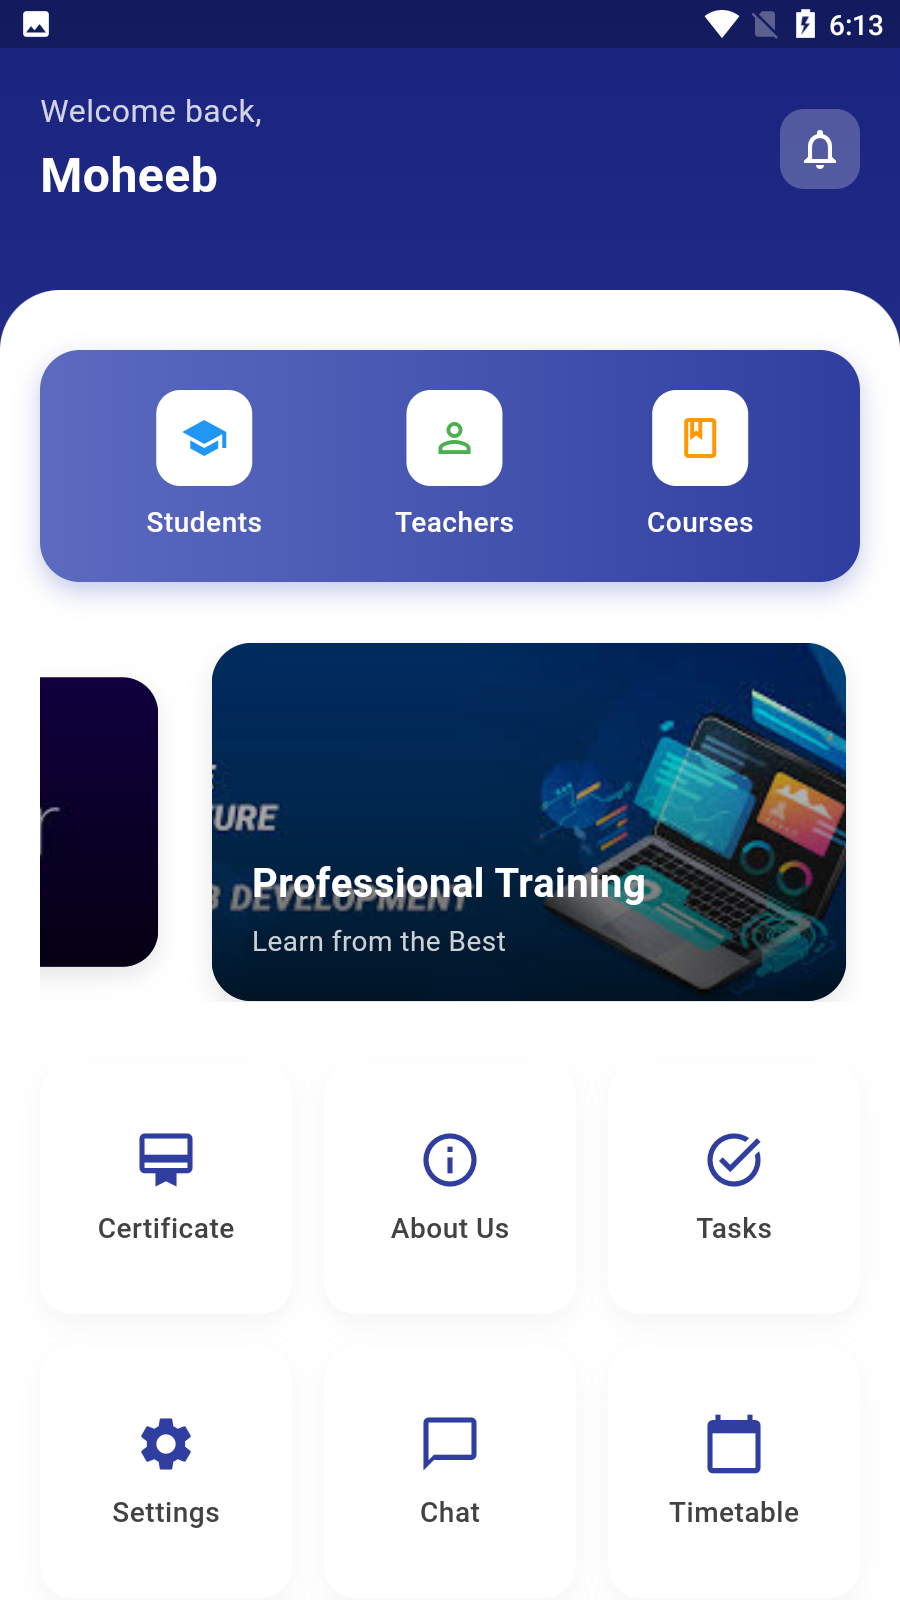 6:13
Welcome back,
Moheeb
Students
Teachers
Courses
r
URE
DEVELOPMENT
Professional Training
Learn from the Best
Certificate
About Us
Tasks
Settings
Chat
Timetable